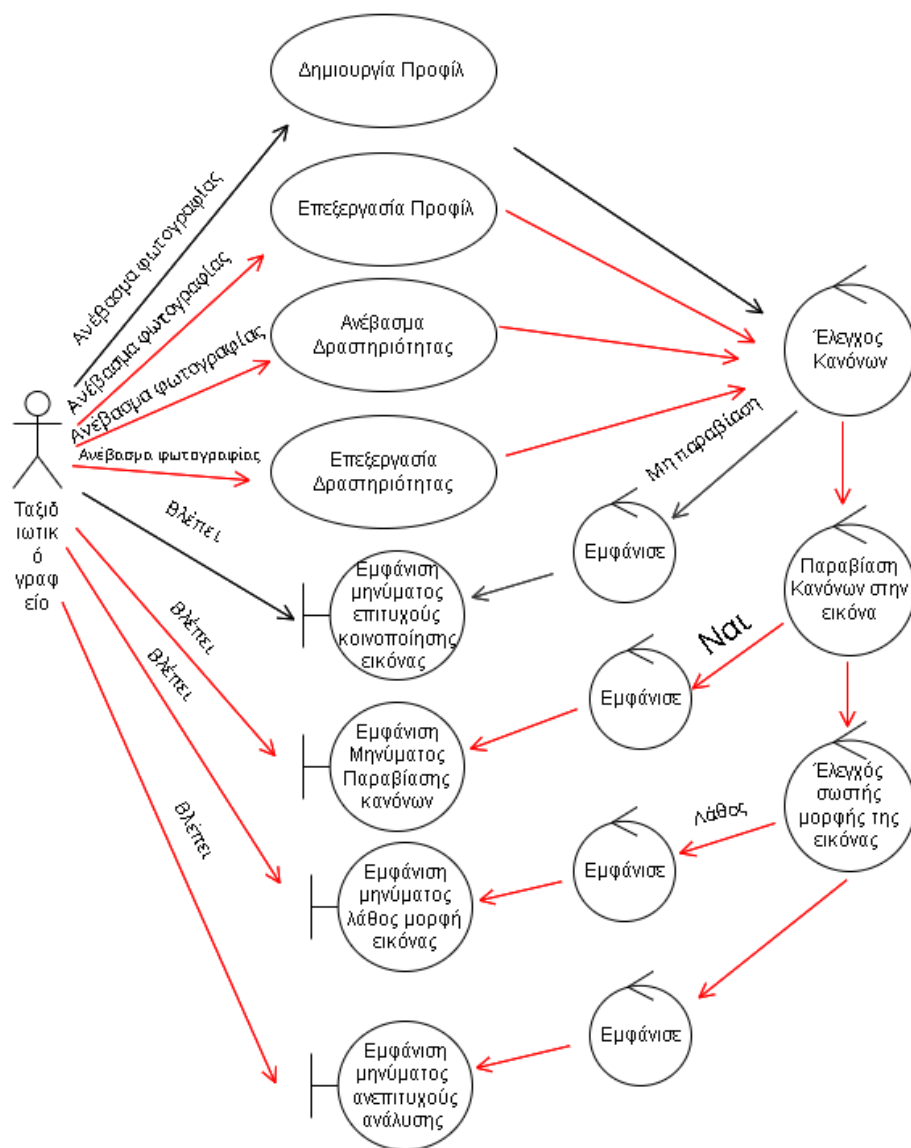 Δημιουργία Προφίλ
Ανέβασμα φωτογραφίας
Επεξεργασία Προφίλ
Ανέβασμα φωτογραφίας
Ανέβασμα
Δραστηριότητας
Έλεγχος
Κανόνων
Ανέβασμα φωτογραφίας
Ανέβασμα φωτογραφίας
Επεξεργασία
Δραστηριότητας
Μη παραβίαση
Ταξιδ
ιωτικ
ό
γραφ
είο
Βλέπει
Εμφάνισε
Εμφάνιση
μηνύματος
επιτυχούς
κοινοποίησης
εικόνας
Παραβίαση
Κανόνων στην
εικόνα
Βλέπει
Ναι
Εμφάνισε
Βλέπει
Εμφάνιση
Μηνύματος
Παραβίασης
κανόνων
Έλεγχός
σωστής
μορφής της
εικόνας
Λάθος
Βλέπει
Εμφάνισε
Εμφάνιση
μηνύματος
λάθος μορφή
εικόνας
Εμφάνισε
Εμφάνιση
μηνύματος
ανεπιτυχούς
ανάλυσης